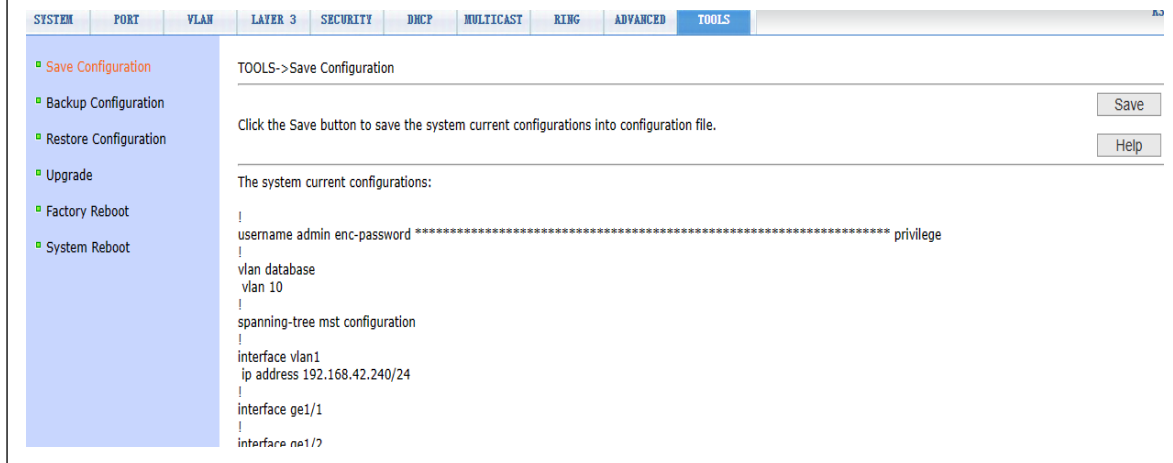 SYSTEM PORT VLAN LAYER 3 SECURITY DHCP MULTICAST RING ADVANCED TOOLS
Save Configuration
Backup Configuration
Restore Configuration
Upgrade
Factory Reboot
System Reboot
TOOLS->Save Configuration
Save
Click the Save button to save the system current configurations into configuration file.
Help
The system current configurations:
!
username admin enc-password ******************************************************************** privilege
!
vlan database
vlan 10
!
spanning-tree mst configuration
!
interface vlan1
ip address 192.168.42.240/24
!
interface ge1/1
!
interface ge1/2